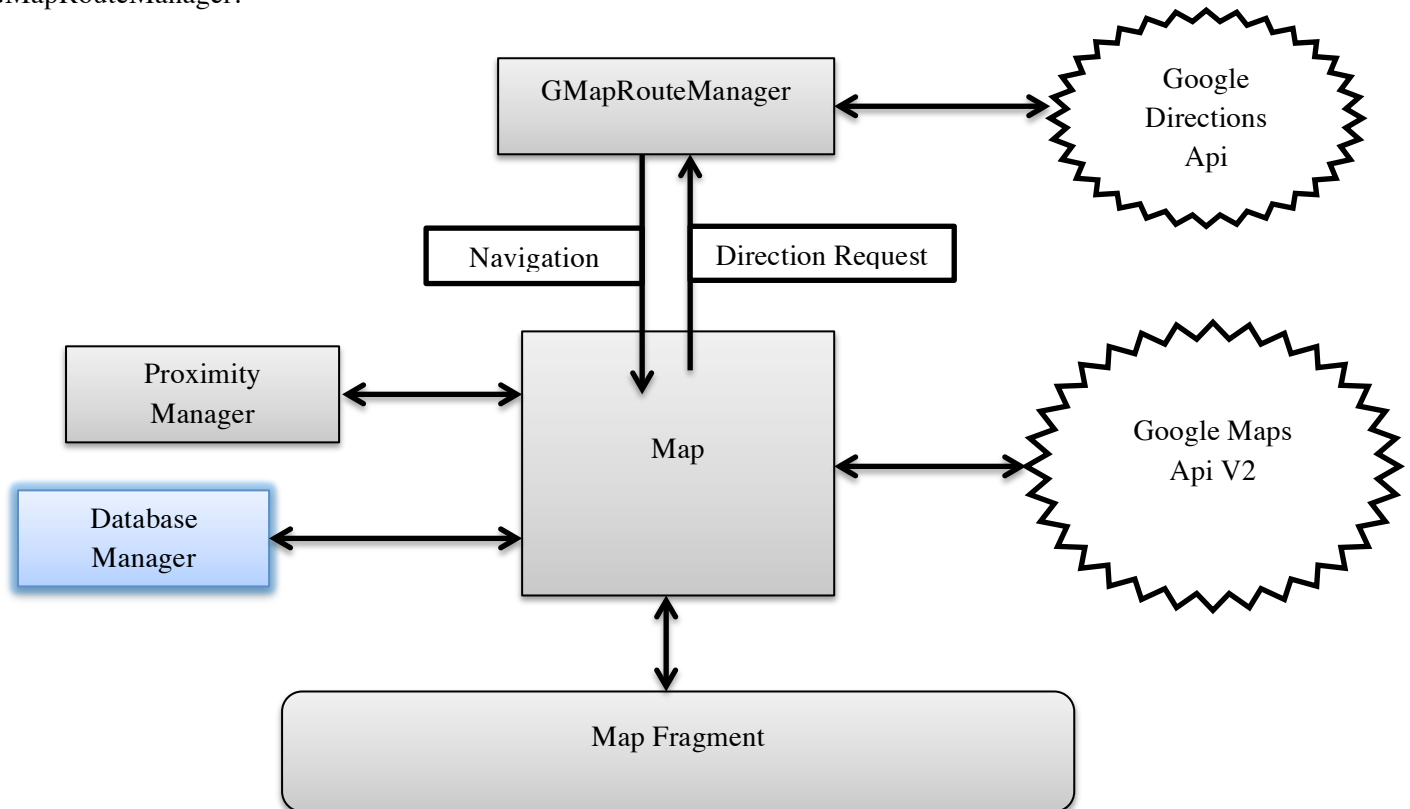 GMapRouteManager.
GMapRouteManager
Google
Directions
Api
Navigation
Direction Request
Proximity
Manager
Map
Google Maps
Api V2
Database
Manager
Map Fragment